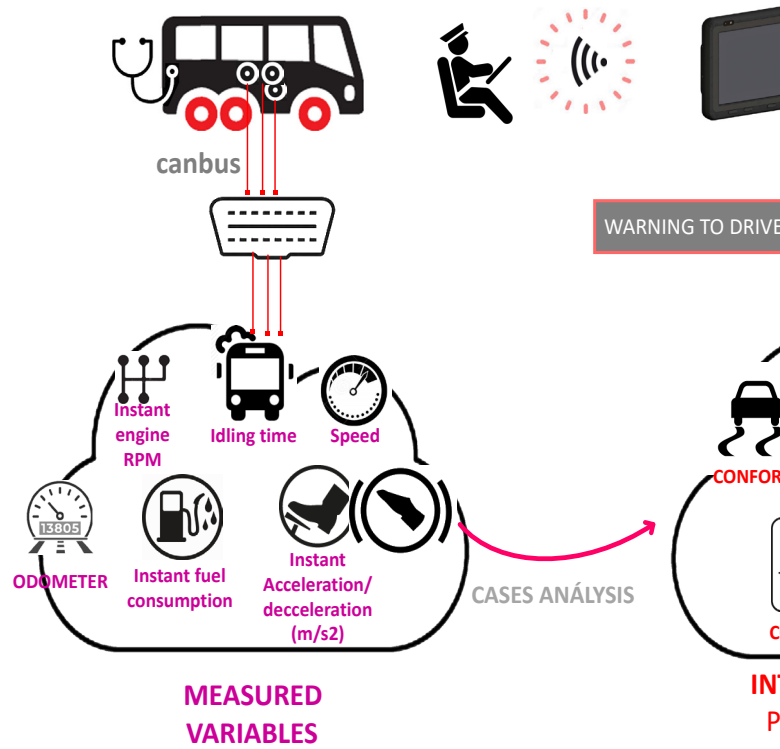 canbus
WARNING TO DRIVE
Instant
engine
RPM
Idling time
Speed
13805
ODOMETER
Instant fuel
consumption
Instant
Acceleration/
decceleration
(m/s2)
CASES ANÁLYSIS
MEASURED
VARIABLES
CONFOR
C
INT
P